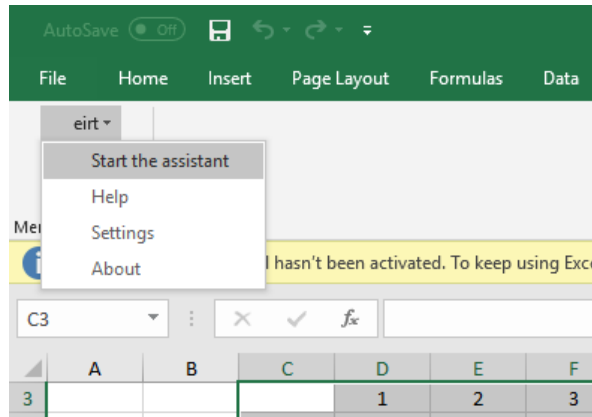 AutoSave Off
File Home Insert Page Layout Formulas Data
eirt
Start the assistant
Help
Settings
About
hasn't been activated. To keep using
C3 fx
A B C D E F
3 1 2 3